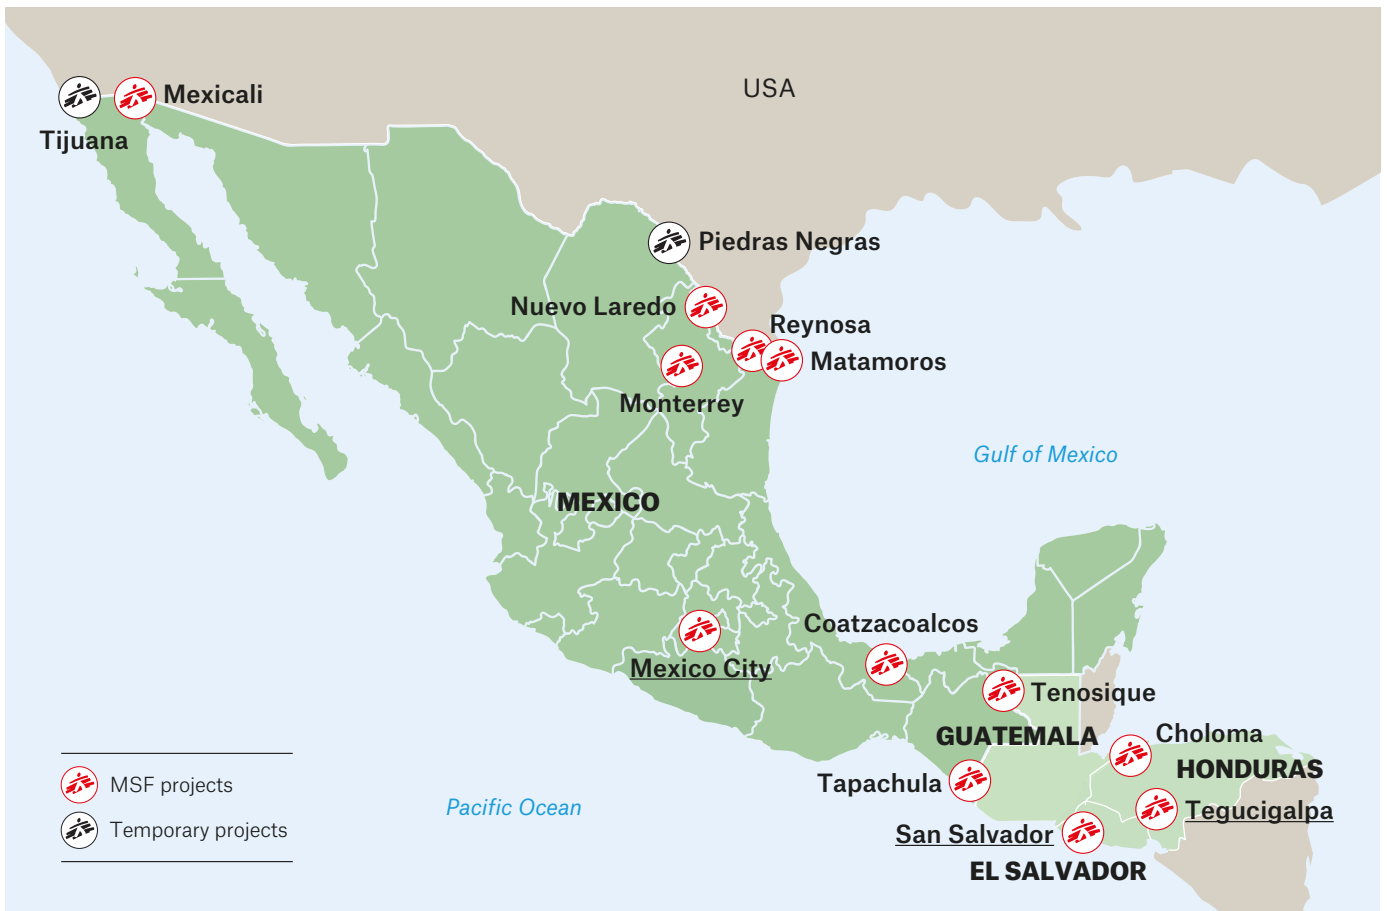 USA
Mexicali
Tijuana
Piedras Negras
Nuevo Laredo
Reynosa
Matamoros
Monterrey
Gulf of Mexico
MEXICO
Coatzacoalcos
Mexico City
Tenosique
GUATEMALA
Choloma
HONDURAS
Tapachula
Tegucigalpa
San Salvador
EL SALVADOR
Pacific Ocean
MSF projects
Temporary projects